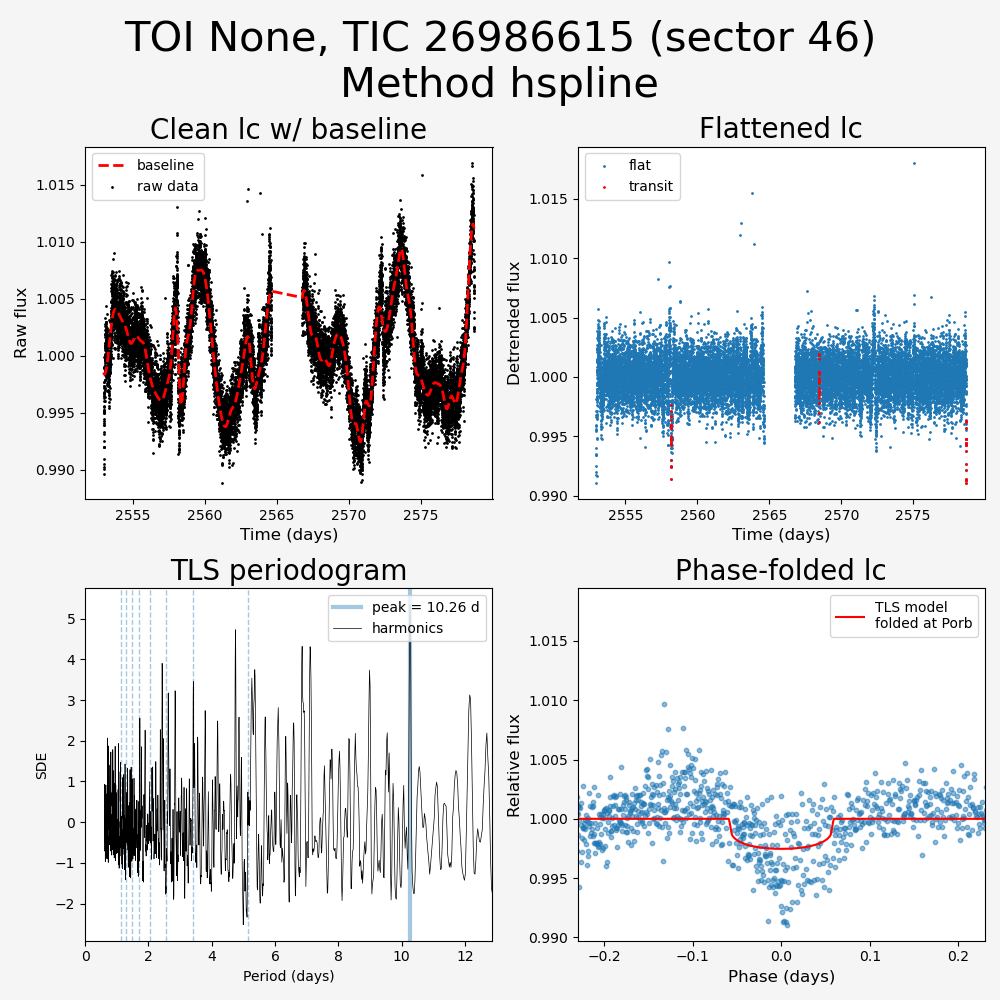 TOI None, TIC 26986615 (sector 46)
Method hspline
Clean lc w/ baseline
baseline
raw data
1.015
1.010
1.005
1.000
0.995
0.990
Raw flux
2555
2560
2565
2570
2575
Time (days)
Flattened lc
flat
transit
1.015
1.010
1.005
1.000
0.995
0.990
Detrended flux
2555
2560
2565
2570
2575
Time (days)
TLS periodogram
peak = 10.26 d
harmonics
5
4
3
2
1
0
−1
−2
SDE
0
2
4
6
8
10
12
Period (days)
Phase-folded lc
TLS model
folded at Porb
1.015
1.010
1.005
1.000
0.995
0.990
Relative flux
−0.2
−0.1
0.0
0.1
0.2
Phase (days)